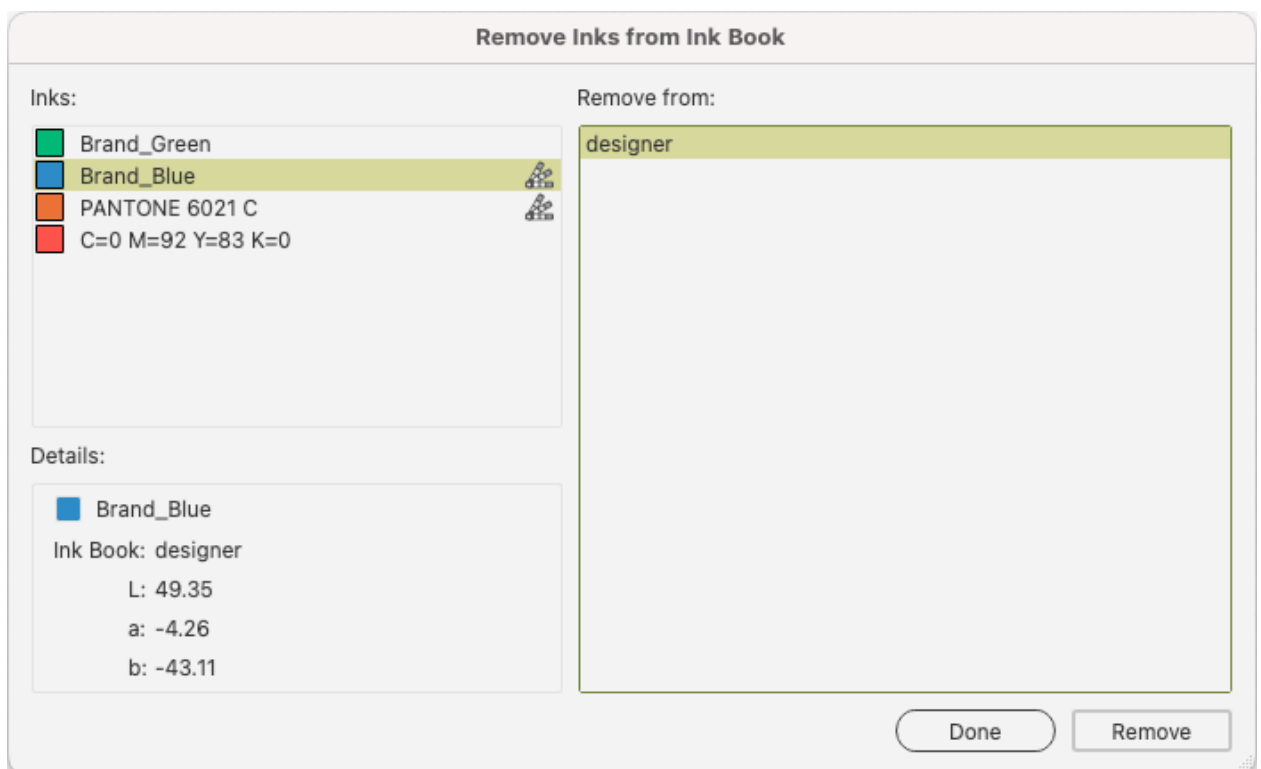 Remove Inks from Ink Book
Inks:
Brand_Green
Brand_Blue
PANTONE 6021 C
C=0 M=92 Y=83 K=0
Remove from:
designer
Details:
Brand_Blue
Ink Book: designer
L: 49.35
a: -4.26
b: -43.11
Done
Remove